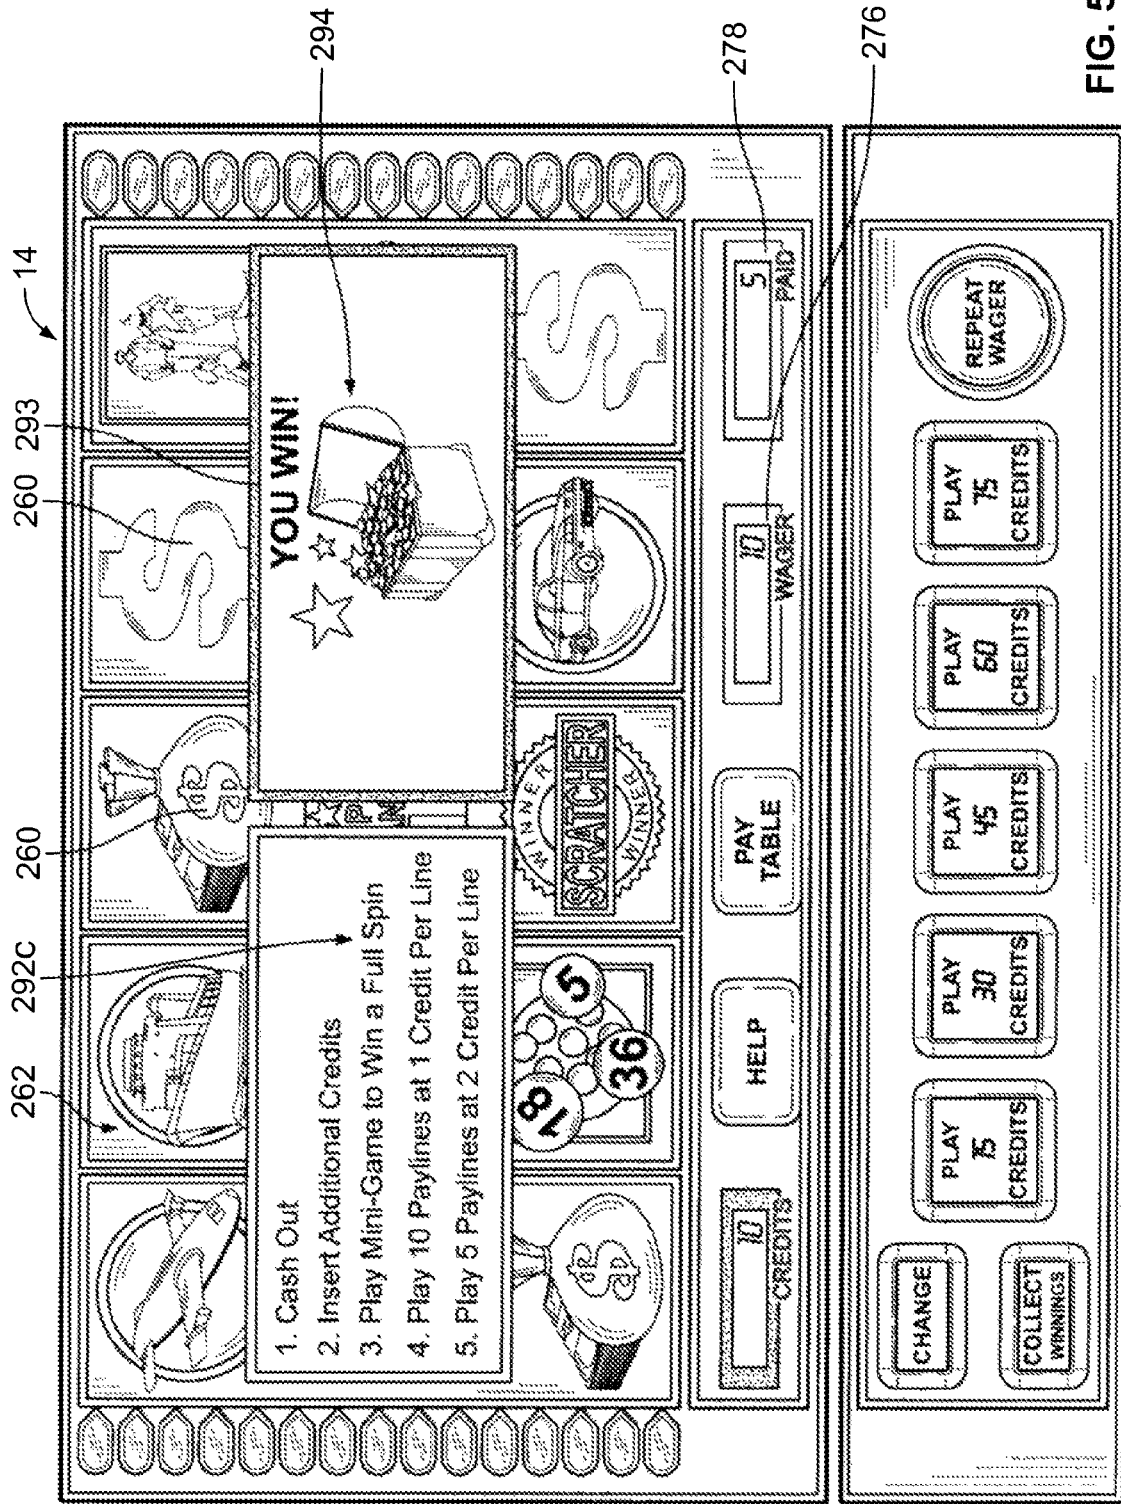 14
262
292C
260
260
293
294
YOU WIN!
1. Cash Out
2. Insert Additional Credits
3. Play Mini-Game to Win a Full Spin
4. Play 10 Paylines at 1 Credit Per Line
5. Play 5 Paylines at 2 Credit Per Line
P
N
18
36
5
WINNER
SCRATCHER
WINNER
10
CREDITS
HELP
PAY
TABLE
10
WAGER
5
PAID
278
276
CHANGE
COLLECT
WINNINGS
PLAY
15
CREDITS
PLAY
30
CREDITS
PLAY
45
CREDITS
PLAY
60
CREDITS
PLAY
75
CREDITS
REPEAT
WAGER
FIG. 5